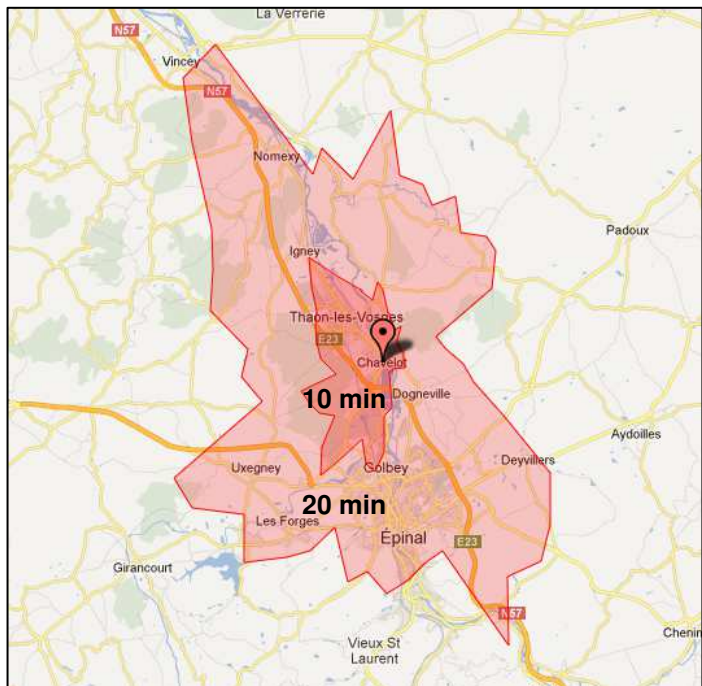 La Verrerie
N57
Vincey
N57
Nomexy
Padoux
Igney
Thaon-les-Vosges
E23
Chavelot
10 min
Dogneville
Aydoilles
Uxegney
Golbey
Deyvillers
20 min
Les Forges
Épinal
E23
Girancourt
N57
Vieux St
Laurent
Chenim